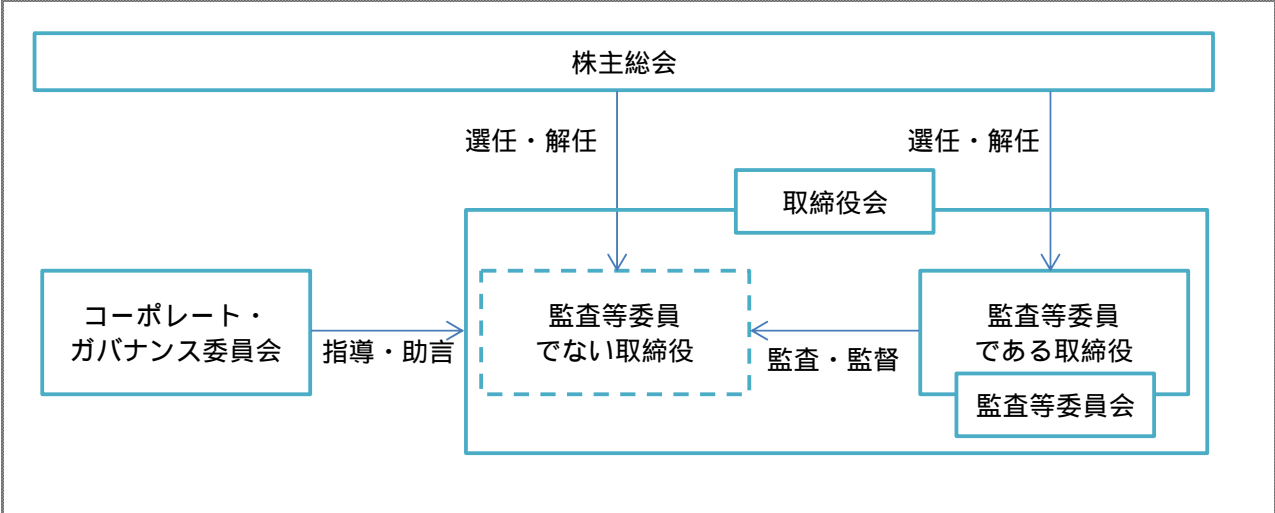 株主総会
選任・解任
選任・解任
取締役会
コーポレート・
ガバナンス委員会
指導・助言
監査等委員
でない取締役
監査・監督
監査等委員
である取締役
監査等委員会